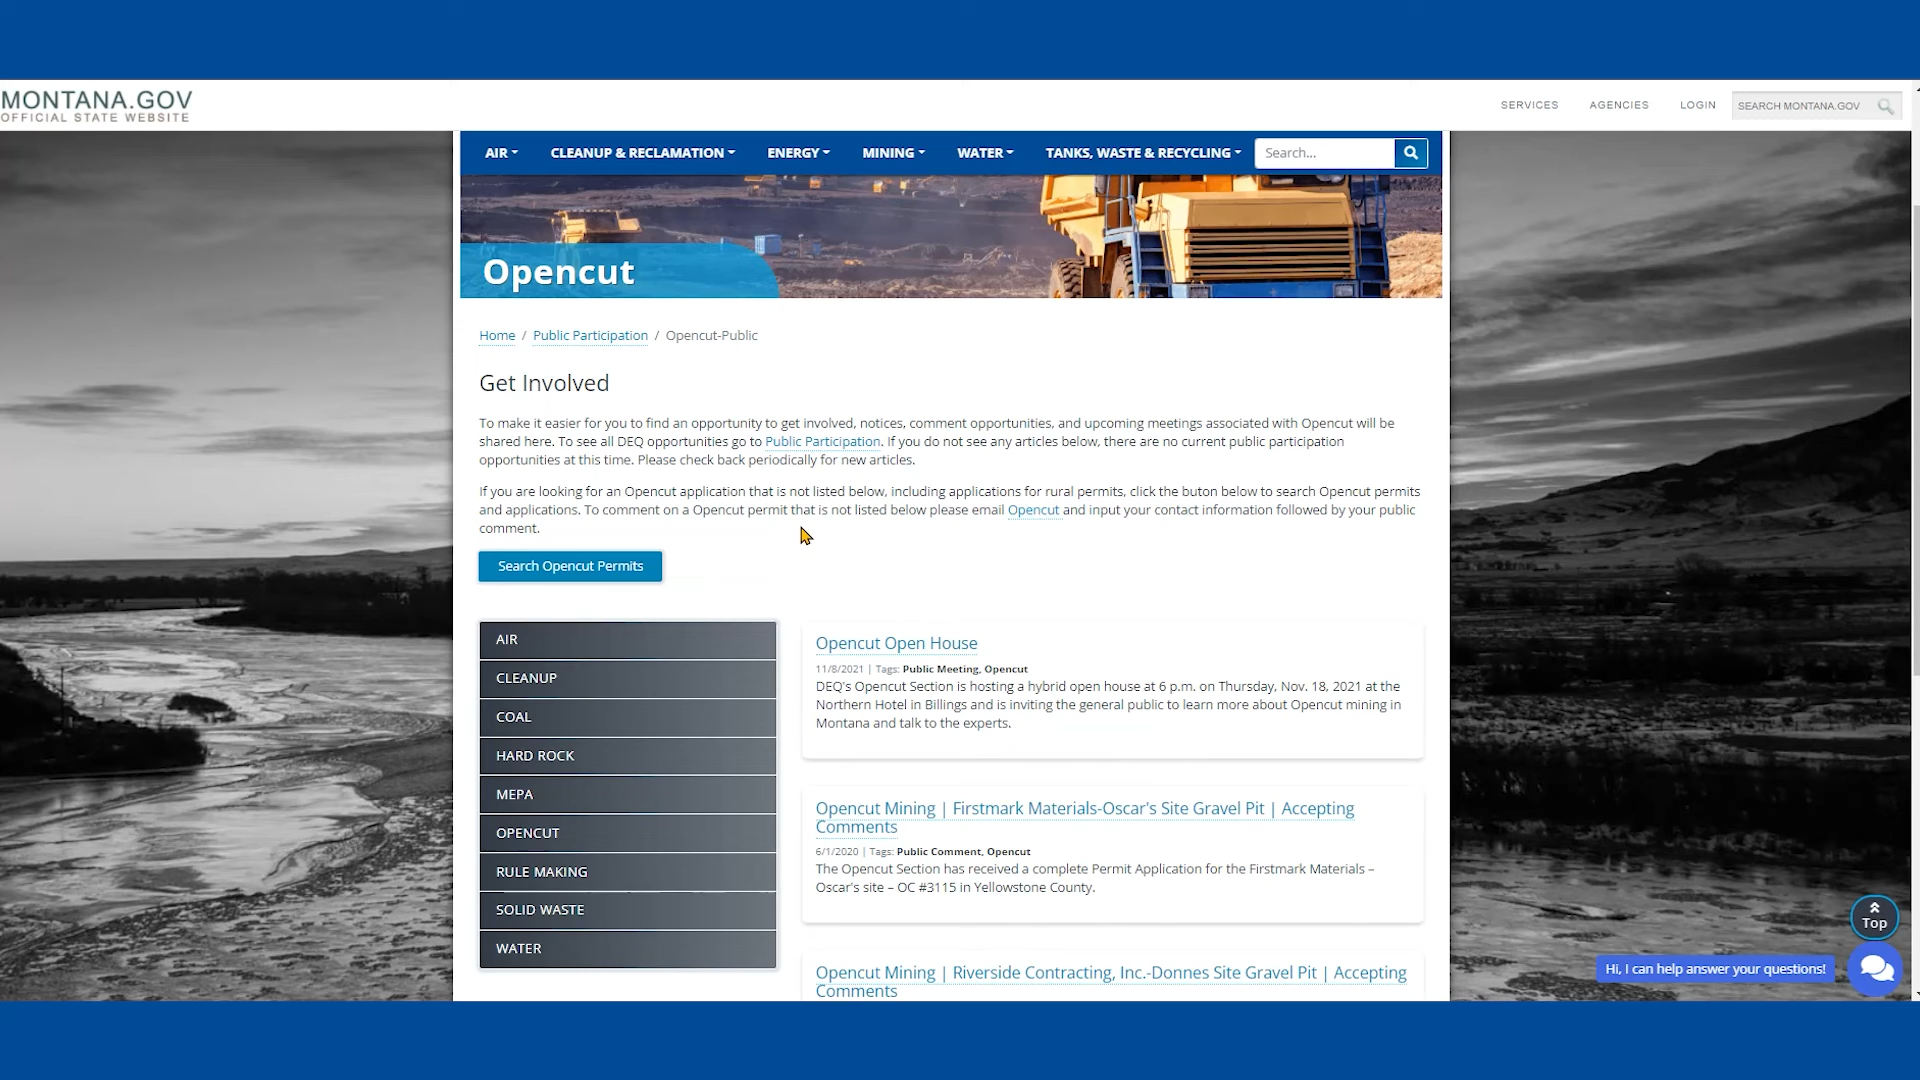 MONTANA.GOV
OFFICIAL STATE WEBSITE
SERVICES
AGENCIES
LOGIN
SEARCH MONTANA.GOV
AIR
CLEANUP & RECLAMATION
ENERGY
MINING
WATER
TANKS, WASTE & RECYCLING
Search...
Opencut
Home / Public Participation / Opencut-Public
Get Involved
To make it easier for you to find an opportunity to get involved, notices, comment opportunities, and upcoming meetings associated with Opencut will be
shared here. To see all DEQ opportunities go to Public Participation. If you do not see any articles below, there are no current public participation
opportunities at this time. Please check back periodically for new articles.
If you are looking for an Opencut application that is not listed below, including applications for rural permits, click the buton below to search Opencut permits
and applications. To comment on a Opencut permit that is not listed below please email Opencut and input your contact information followed by your public
comment.
Search Opencut Permits
AIR
CLEANUP
COAL
HARD ROCK
MEPA
OPENCUT
RULE MAKING
SOLID WASTE
WATER
Opencut Open House
11/8/2021 | Tags: Public Meeting, Opencut
DEQ's Opencut Section is hosting a hybrid open house at 6 p.m. on Thursday, Nov. 18, 2021 at the
Northern Hotel in Billings and is inviting the general public to learn more about Opencut mining in
Montana and talk to the experts.
Opencut Mining | Firstmark Materials-Oscar's Site Gravel Pit | Accepting
Comments
6/1/2020 | Tags: Public Comment, Opencut
The Opencut Section has received a complete Permit Application for the Firstmark Materials –
Oscar's site – OC #3115 in Yellowstone County.
Opencut Mining | Riverside Contracting, Inc.-Donnes Site Gravel Pit | Accepting
Comments
Top
Hi, I can help answer your questions!